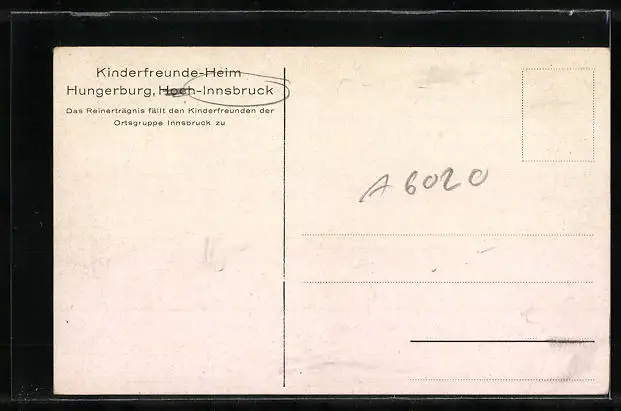 Kinderfreunde-Heim
Hungerburg, Hoch-Innsbruck
Das Reinerträgnis fällt den Kinderfreunden der
Ortsgruppe Innsbruck zu
A 6020